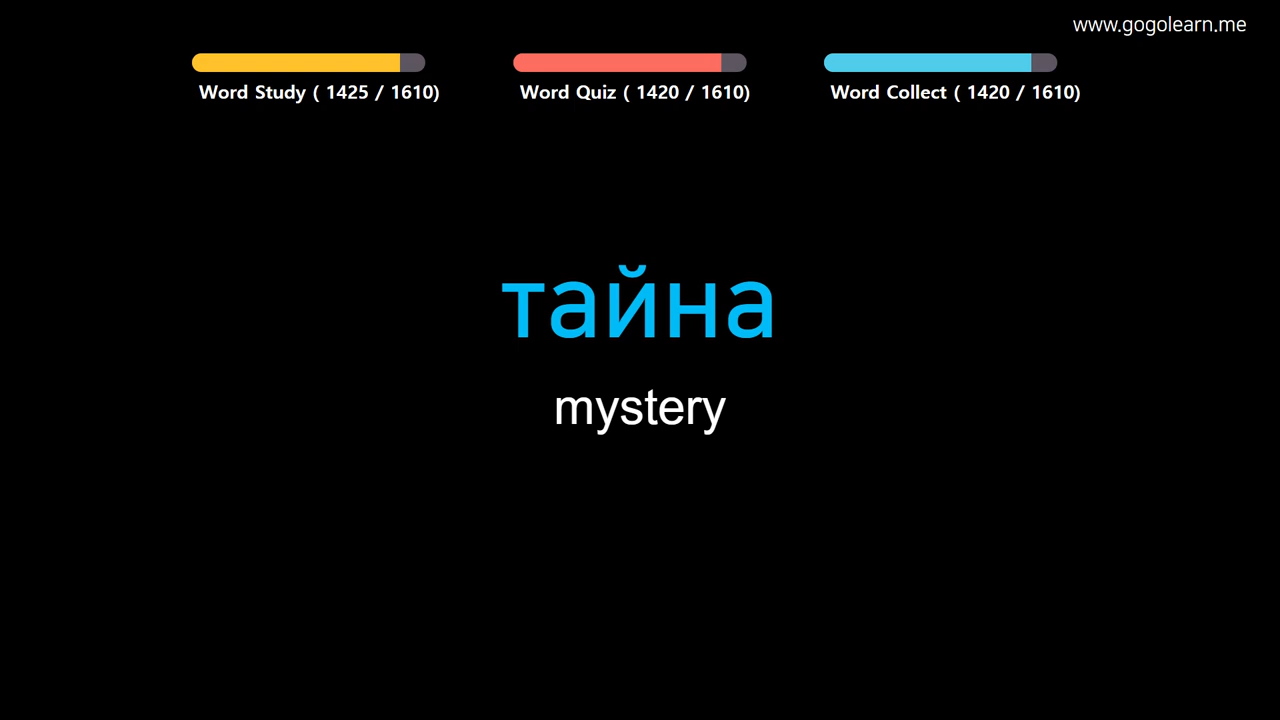 www.gogolearn.me
Word Study ( 1425 / 1610)
Word Quiz ( 1420 / 1610)
Word Collect ( 1420 / 1610)
тайна
mystery